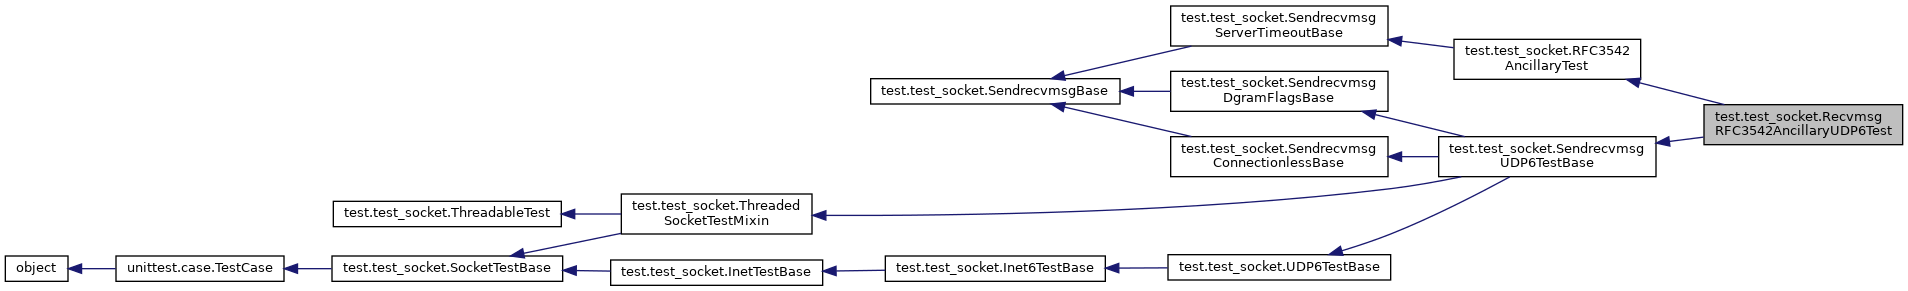 test.test_socket.Sendrecvmsg
ServerTimeoutBase
test.test_socket.RFC3542
AncillaryTest
test.test_socket.SendrecvmsgBase
test.test_socket.Sendrecvmsg
DgramFlagsBase
test.test_socket.Recvmsg
RFC3542AncillaryUDP6Test
test.test_socket.Sendrecvmsg
ConnectionlessBase
test.test_socket.Sendrecvmsg
UDP6TestBase
test.test_socket.ThreadableTest
test.test_socket.Threaded
SocketTestMixin
object
unittest.case.TestCase
test.test_socket.SocketTestBase
test.test_socket.InetTestBase
test.test_socket.Inet6TestBase
test.test_socket.UDP6TestBase